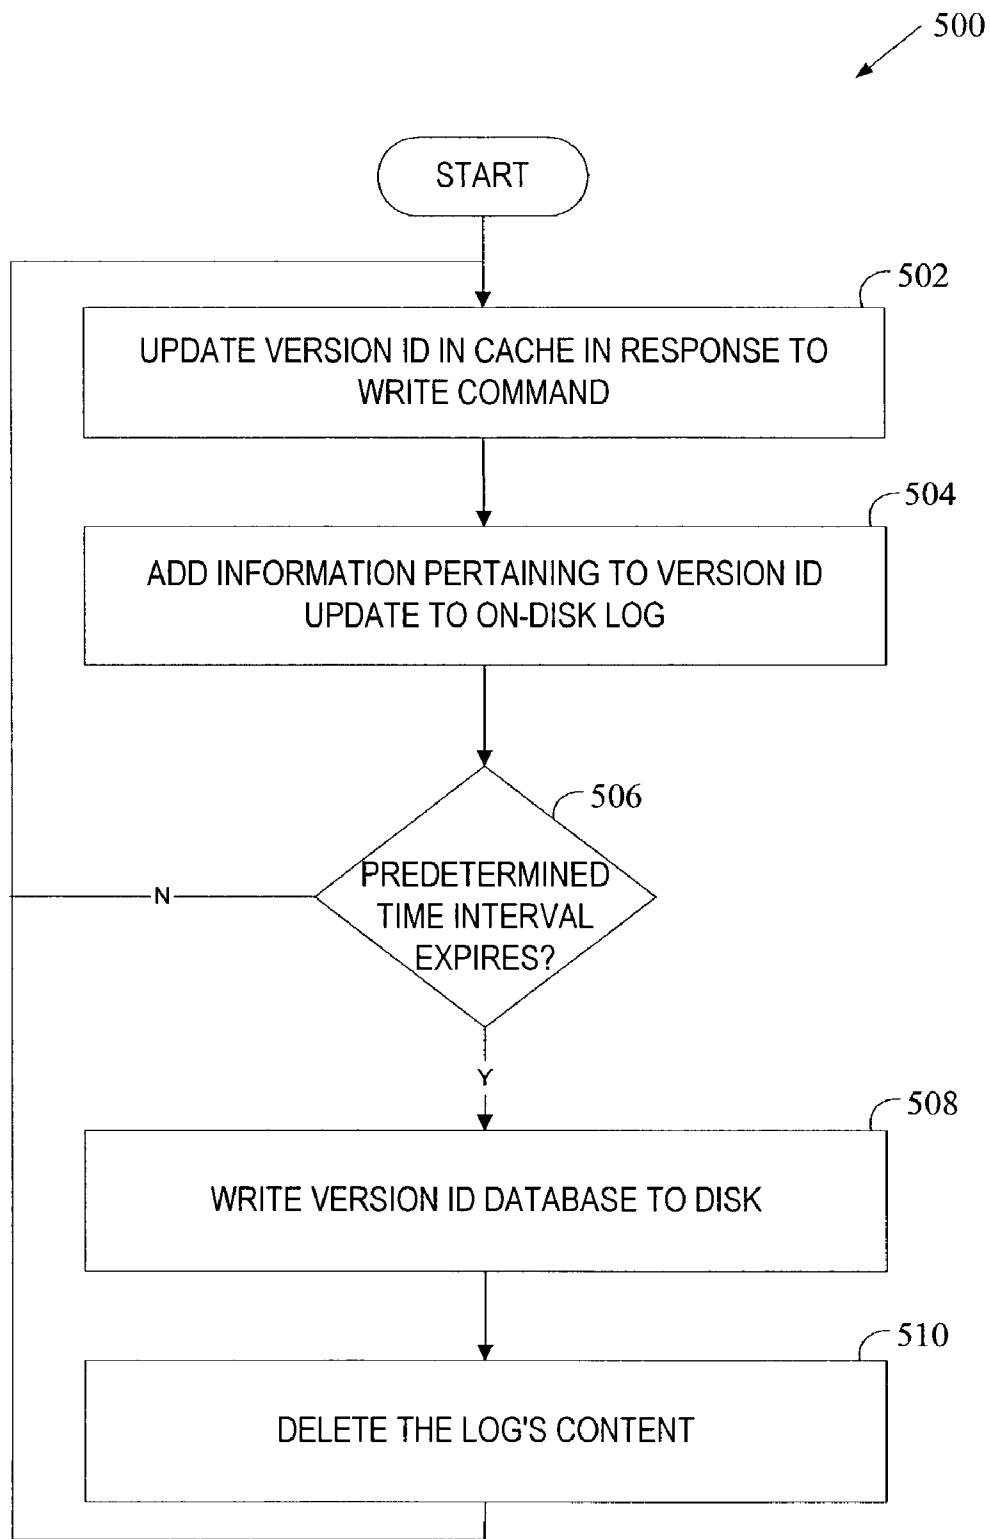 500
START
502
UPDATE VERSION ID IN CACHE IN RESPONSE TO
WRITE COMMAND
504
ADD INFORMATION PERTAINING TO VERSION ID
UPDATE TO ON-DISK LOG
506
PREDETERMINED
TIME INTERVAL
EXPIRES?
N
Y
508
WRITE VERSION ID DATABASE TO DISK
510
DELETE THE LOG'S CONTENT